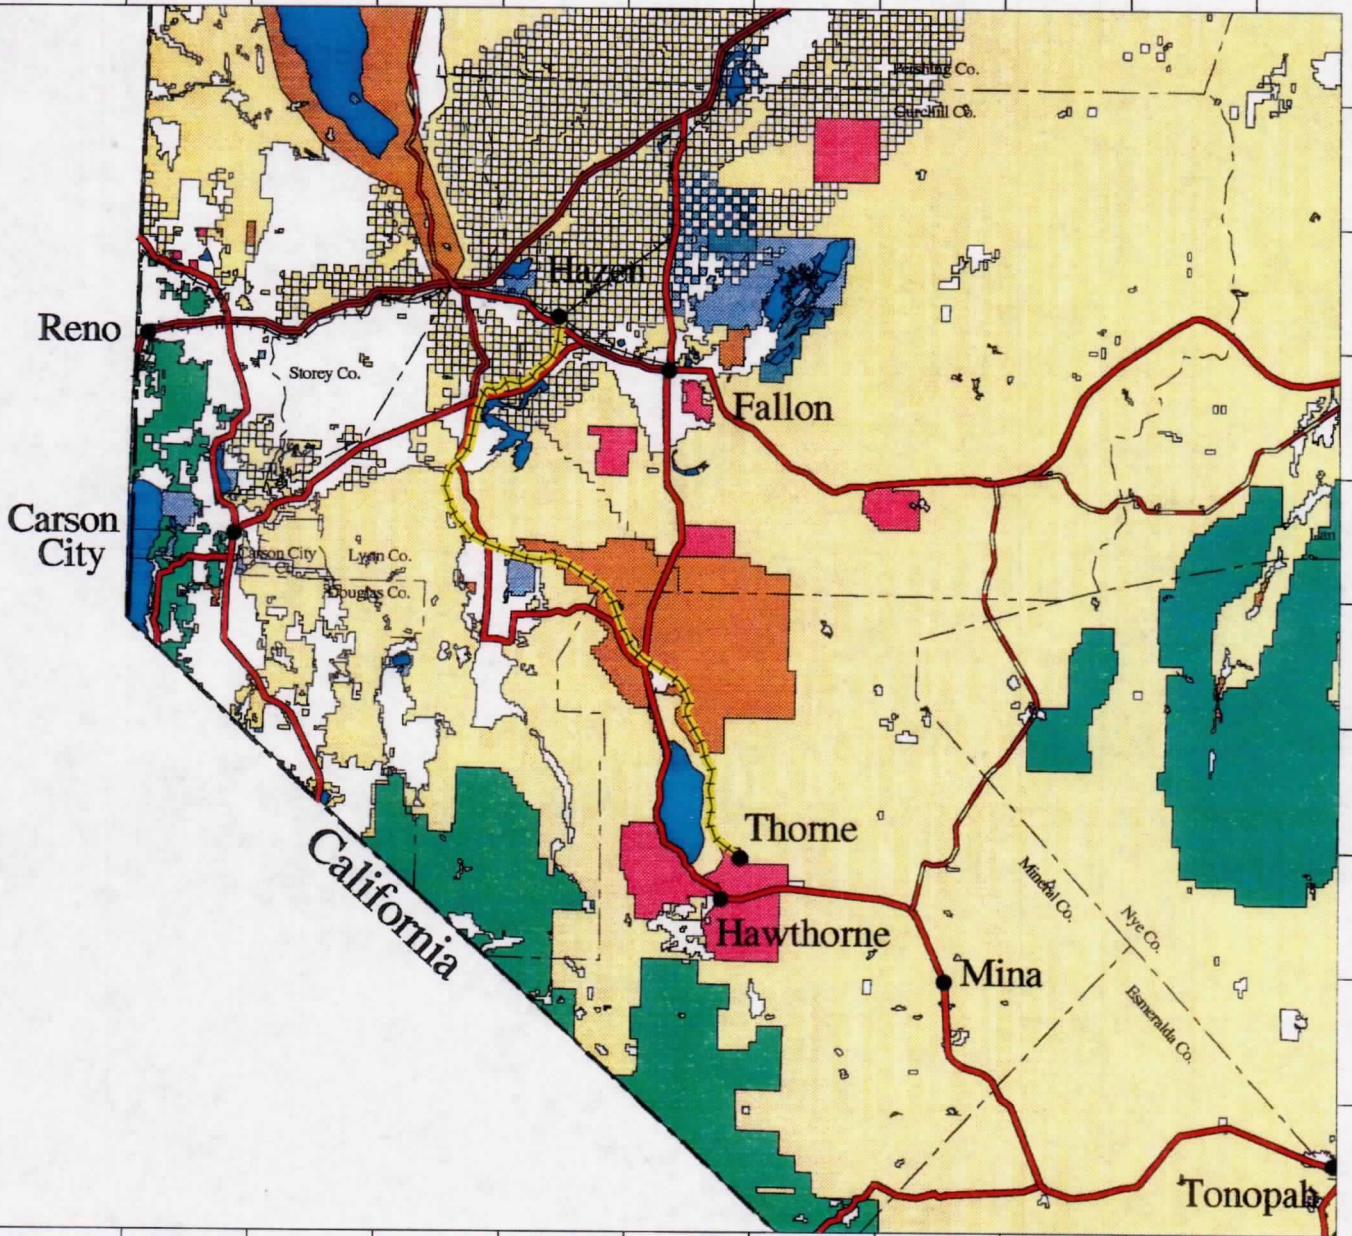 Pershing Co.
Churchill Co.
Hazen
Reno
Storey Co.
Fallon
Carson
City
Carson City
Lyon Co.
Douglas Co.
Lan
Thorne
California
Hawthorne
Mineral Co.
Nye Co.
Mina
Esmeralda Co.
Tonopah